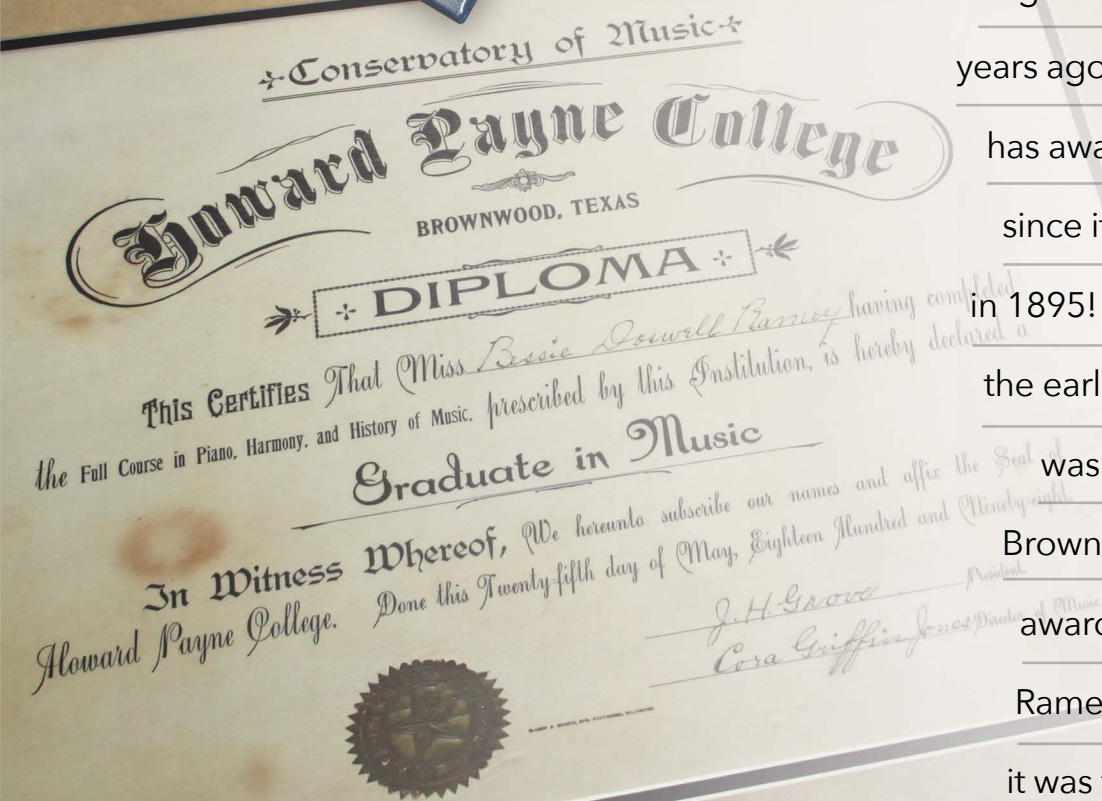 Conservatory of Music
Howard Payne College
BROWNWOOD, TEXAS
DIPLOMA
This Certifies That Miss Bessie Doswell Ramey having completed
the Full Course in Piano, Harmony, and History of Music, prescribed by this Institution, is hereby declared a
Graduate in Music
In Witness Whereof, We hereunto subscribe our names and affix the Seal of
Howard Payne College. Done this Twenty-fifth day of May, Eighteen Hundred and Ninety-eight.
J. H. Grove President.
Cora Griffin Jones Director of Music
years ago
has awa
since i
in 1895!
the earl
was
Brown
award
Rame
it was